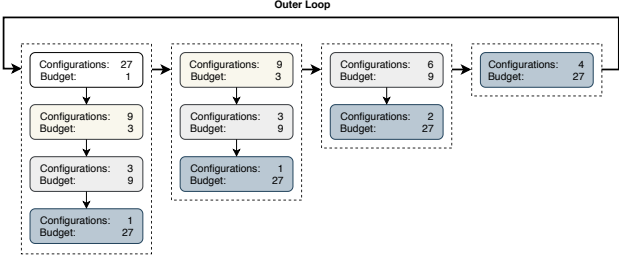 Outer Loop
Configurations: 27
Budget: 1
Configurations: 9
Budget: 3
Configurations: 3
Budget: 9
Configurations: 1
Budget: 27
Configurations: 9
Budget: 3
Configurations: 3
Budget: 9
Configurations: 1
Budget: 27
Configurations: 6
Budget: 9
Configurations: 2
Budget: 27
Configurations: 4
Budget: 27